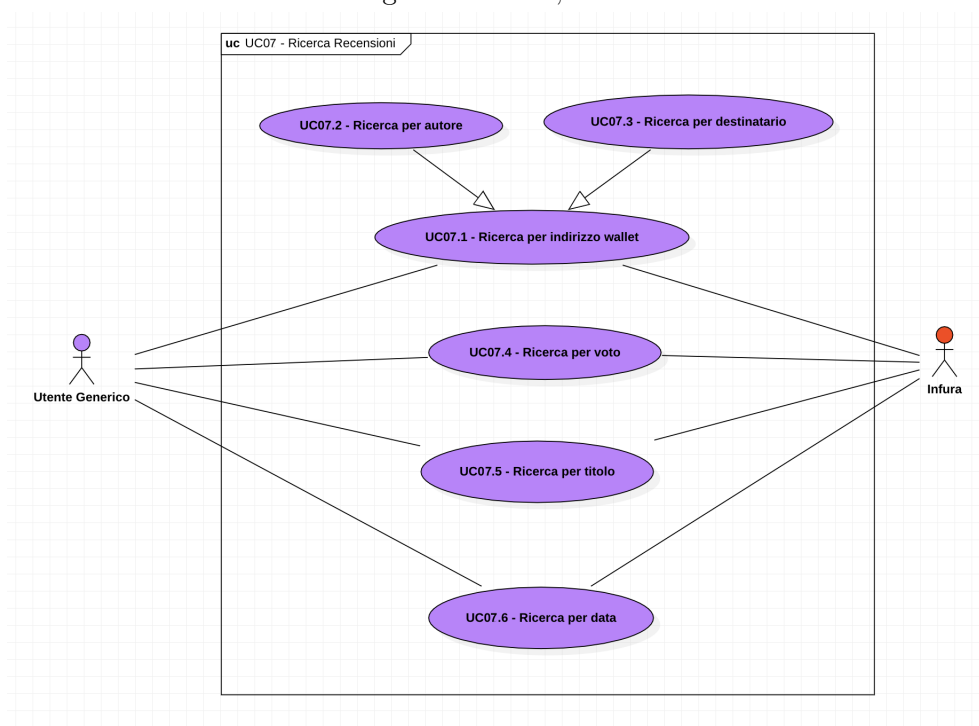 uc UC07 - Ricerca Recensioni
UC07.2 - Ricerca per autore
UC07.3 - Ricerca per destinatario
UC07.1 - Ricerca per indirizzo wallet
UC07.4 - Ricerca per voto
Utente Generico
Infura
UC07.5 - Ricerca per titolo
UC07.6 - Ricerca per data